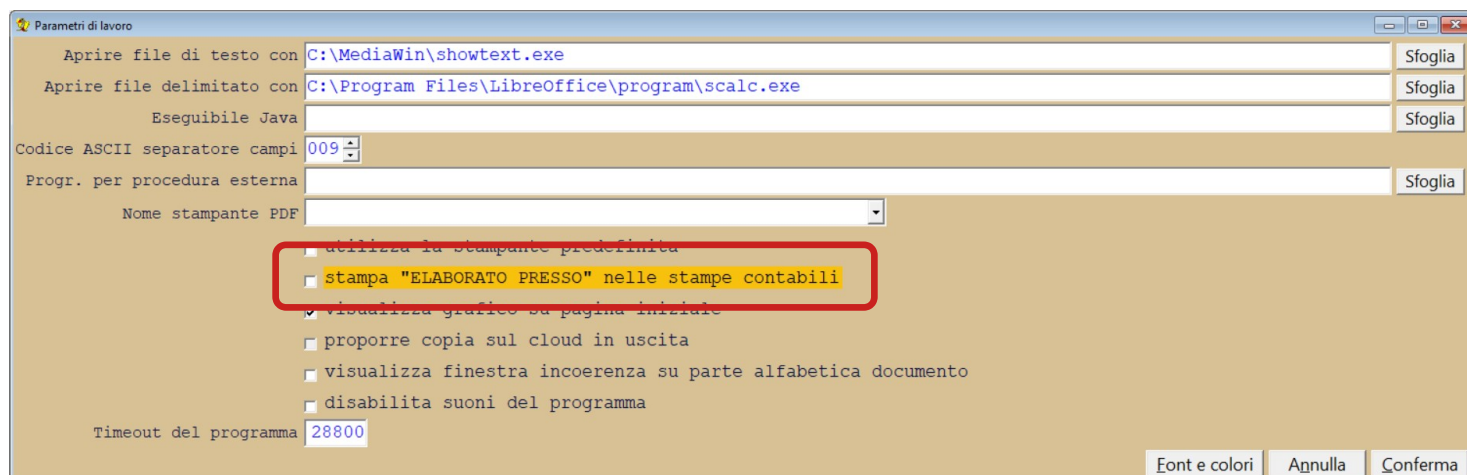 Parametri di lavoro
Aprire file di testo con C:\MediaWin\showtext.exe Sfoglia
Aprire file delimitato con C:\Program Files\LibreOffice\program\scalc.exe Sfoglia
Eseguibile Java Sfoglia
Codice ASCII separatore campi 009
Progr. per procedura esterna Sfoglia
Nome stampante PDF
utilizza la stampante predefinita
stampa "ELABORATO PRESSO" nelle stampe contabili
visualizza grafico su pagina iniziale
proporre copia sul cloud in uscita
visualizza finestra incoerenza su parte alfabetica documento
disabilita suoni del programma
Timeout del programma 28800
Font e colori Annulla Conferma